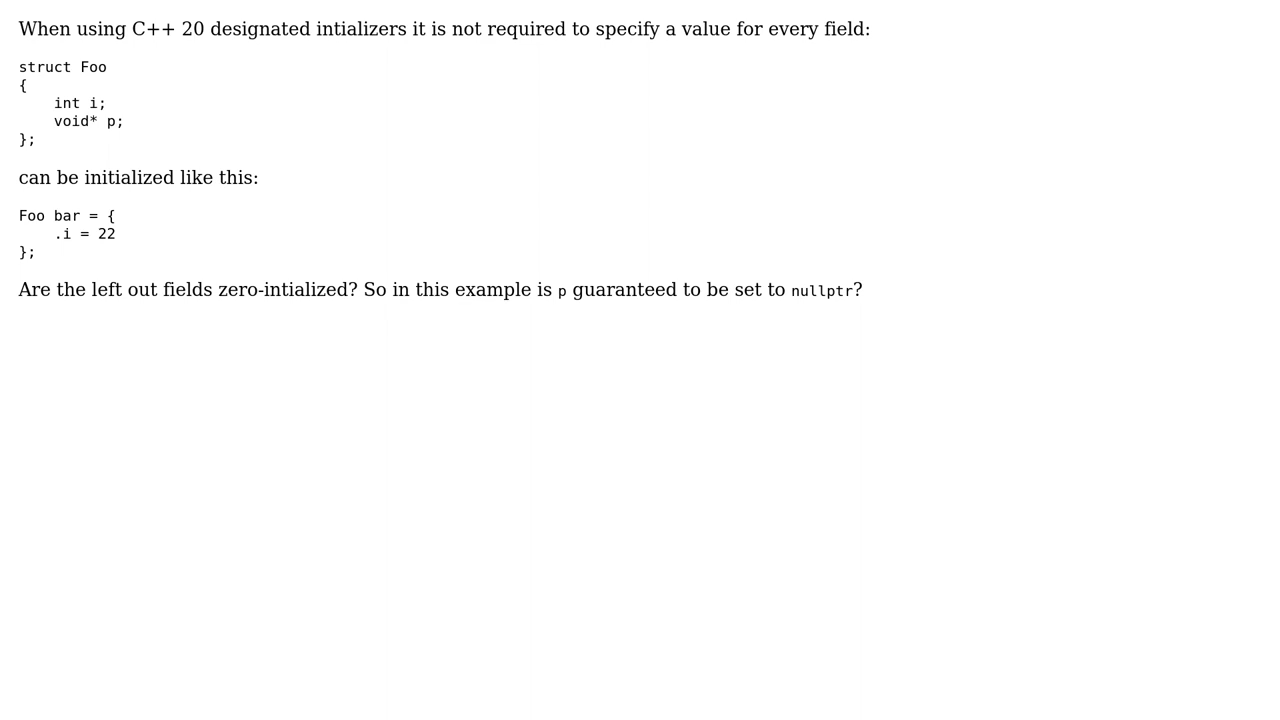 When using C++ 20 designated intializers it is not required to specify a value for every field:
struct Foo
{
    int i;
    void* p;
};
can be initialized like this:
Foo bar = {
    .i = 22
};
Are the left out fields zero-intialized? So in this example is p guaranteed to be set to nullptr?